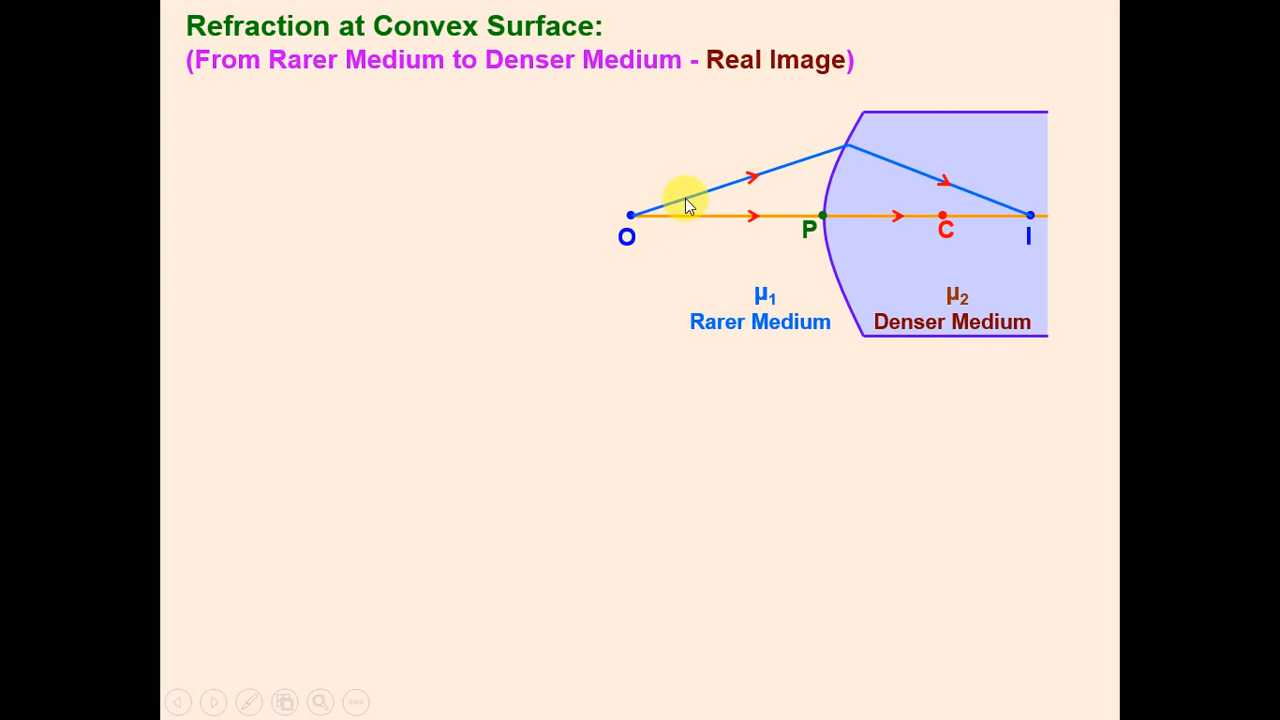 Refraction at Convex Surface:
(From Rarer Medium to Denser Medium - Real Image)
O
P
C
I
µ₁
Rarer Medium
µ₂
Denser Medium